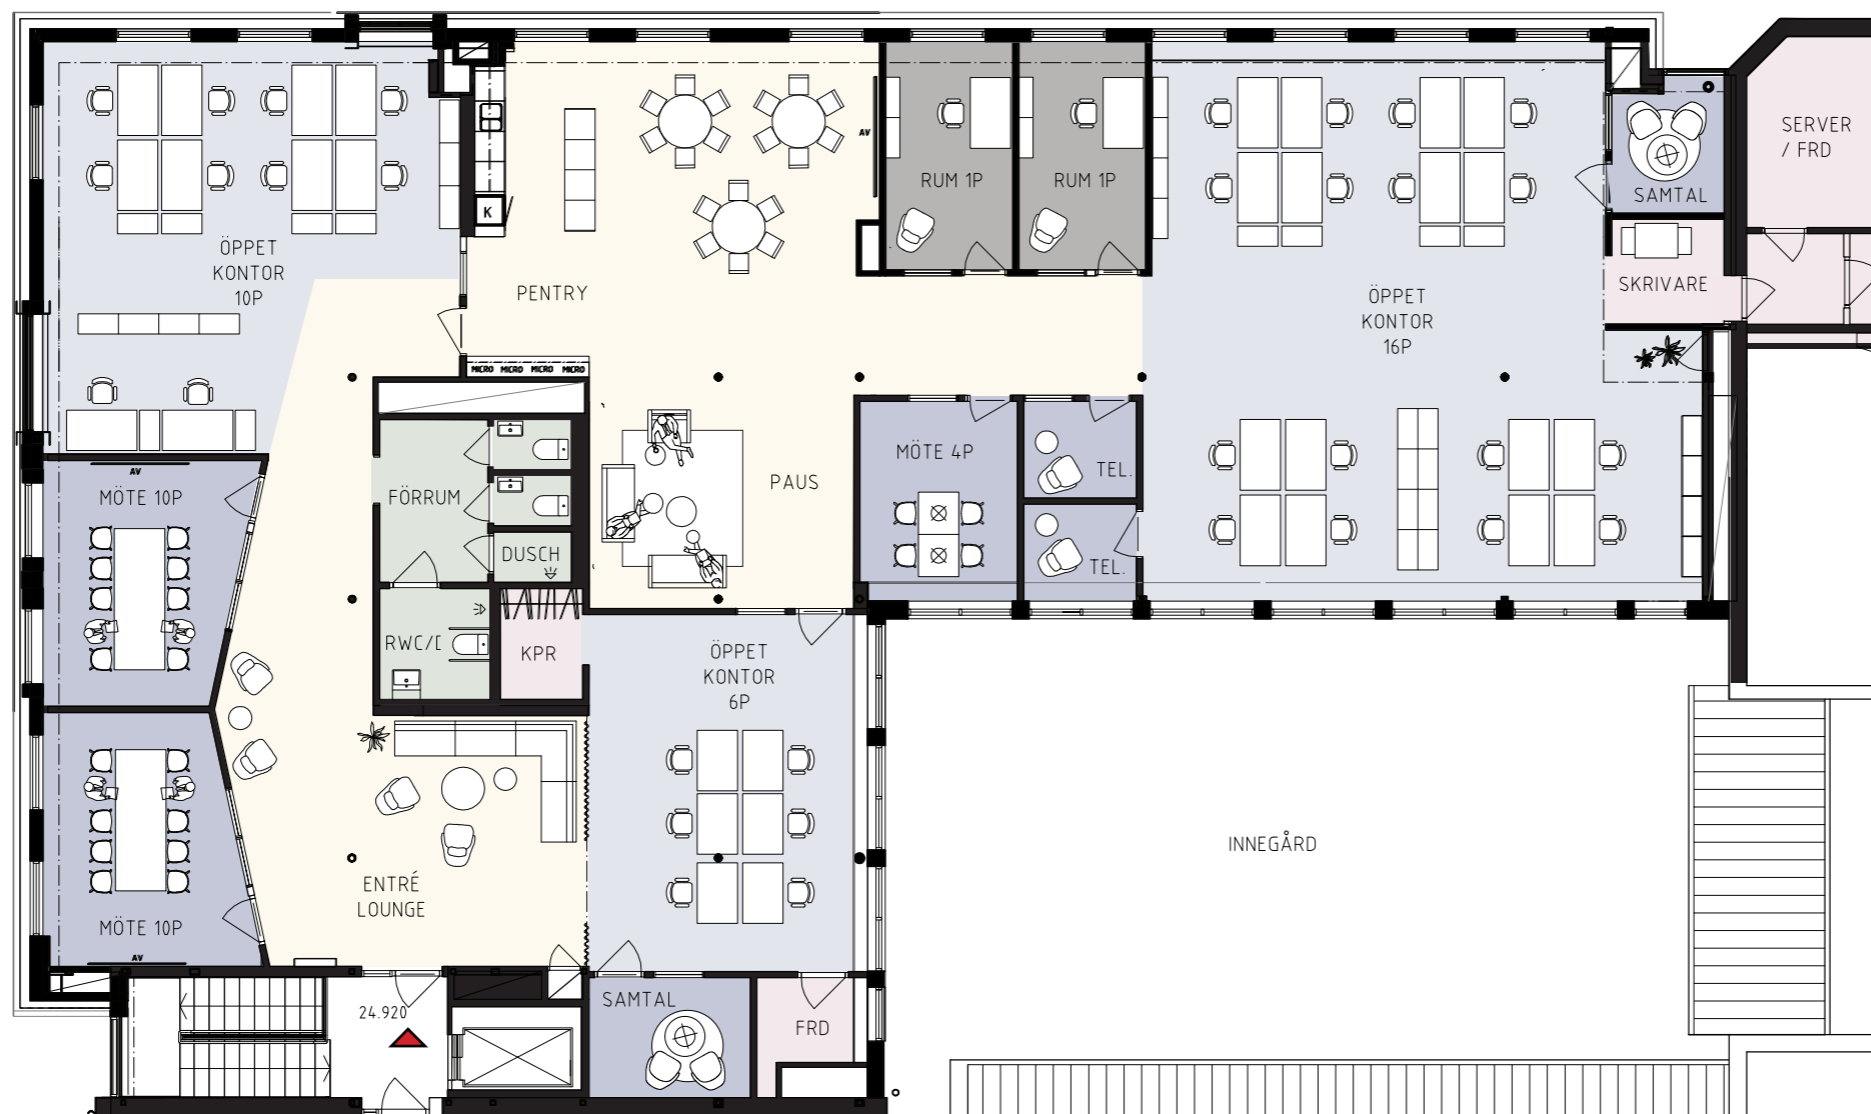 ÖPPET
KONTOR
10P
K
PENTRY
MICRO MICRO MICRO MICRO
AV
RUM 1P
RUM 1P
ÖPPET
KONTOR
16P
SAMTAL
SKRIVARE
SERVER
/ FRD
AV
MÖTE 10P
FÖRRUM
DUSCH
PAUS
MÖTE 4P
TEL.
TEL.
RWC/D
KPR
ÖPPET
KONTOR
6P
ENTRÉ
LOUNGE
MÖTE 10P
AV
INNEGÅRD
24.920
SAMTAL
FRD